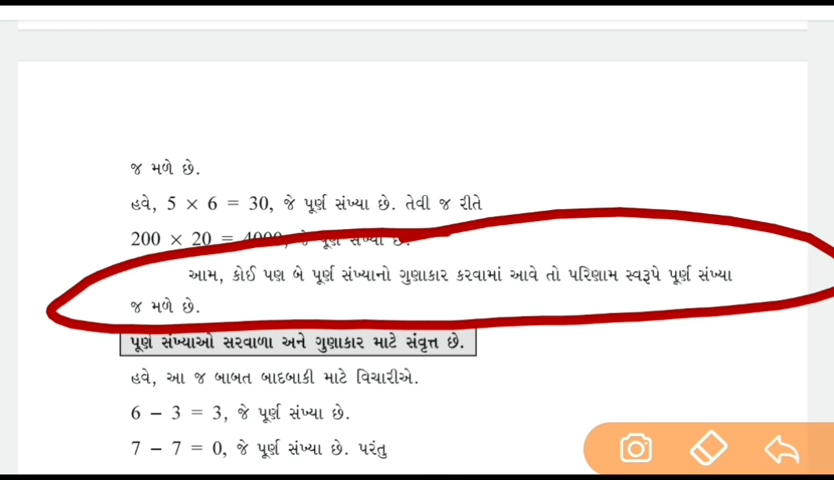 જ મળે છે.
હવે, 5 × 6 = 30, જે પૂર્ણ સંખ્યા છે. તેવી જ રીતે
200 × 20 = 4000, જે પૂર્ણ સંખ્યા છે.
આમ, કોઈ પણ બે પૂર્ણ સંખ્યાનો ગુણાકાર કરવામાં આવે તો પરિણામ સ્વરૂપે પૂર્ણ સંખ્યા
જ મળે છે.
પૂર્ણ સંખ્યાઓ સરવાળા અને ગુણાકાર માટે સંવૃત્ત છે.
હવે, આ જ બાબત બાદબાકી માટે વિચારીએ.
6 − 3 = 3, જે પૂર્ણ સંખ્યા છે.
7 − 7 = 0, જે પૂર્ણ સંખ્યા છે. પરંતુ